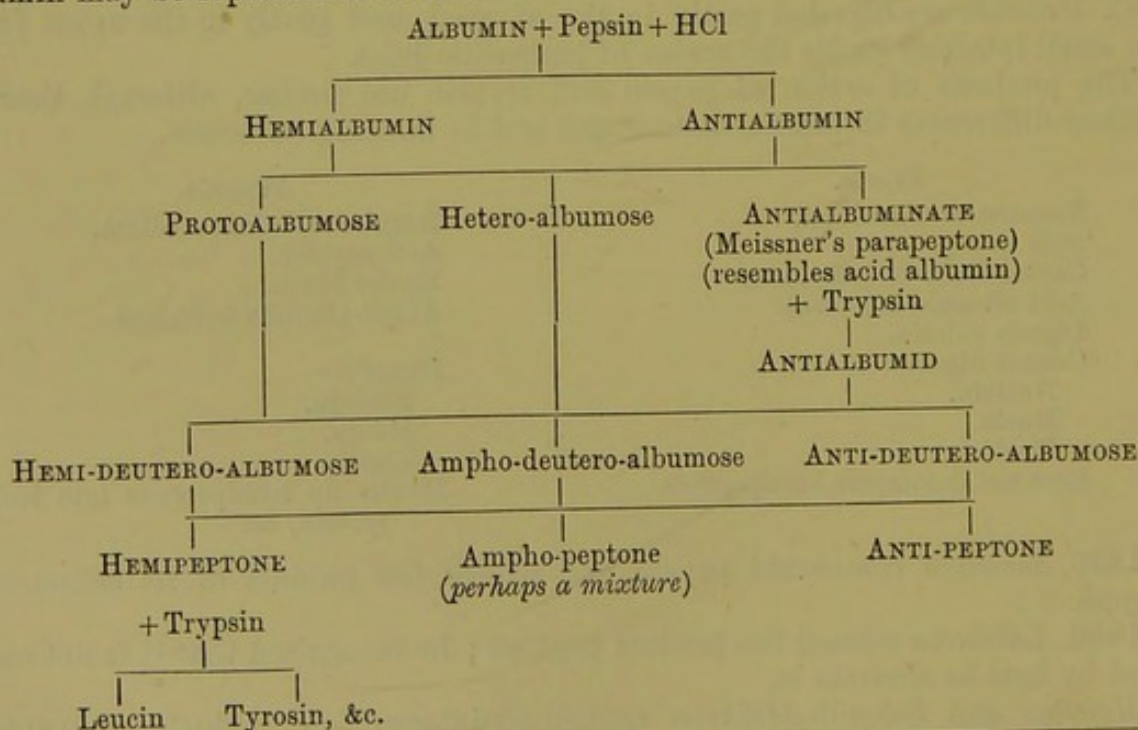 ALBUMIN + Pepsin + HCl
HEMIALBUMIN ANTIALBUMIN
PROTOALBUMOSE Hetero-albumose ANTIALBUMINATE
(Meissner's parapeptone)
(resembles acid albumin)
+ Trypsin
ANTIALBUMID
HEMI-DEUTERO-ALBUMOSE Ampho-deutero-albumose ANTI-DEUTERO-ALBUMOSE
HEMIPEPTONE Ampho-peptone ANTI-PEPTONE
(perhaps a mixture)
+ Trypsin
Leucin Tyrosin, &c.